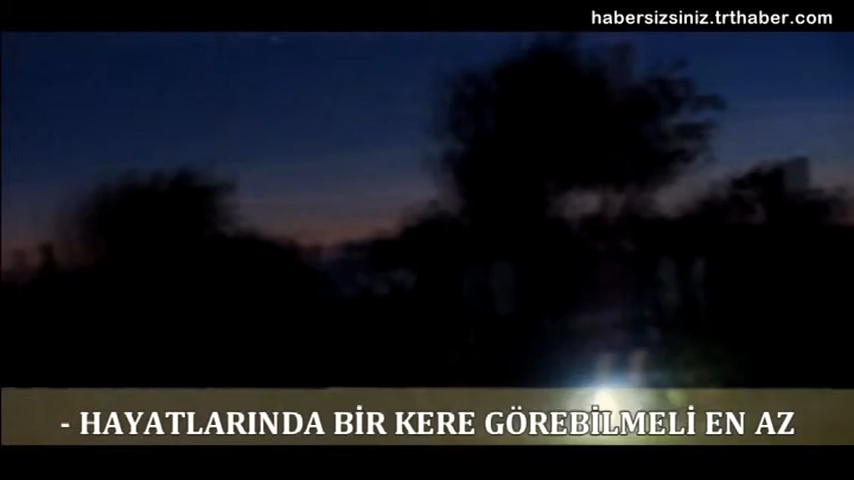 habersizsiniz.trthaber.com
- HAYATLARINDA BİR KERE GÖREBİLMELİ EN AZ